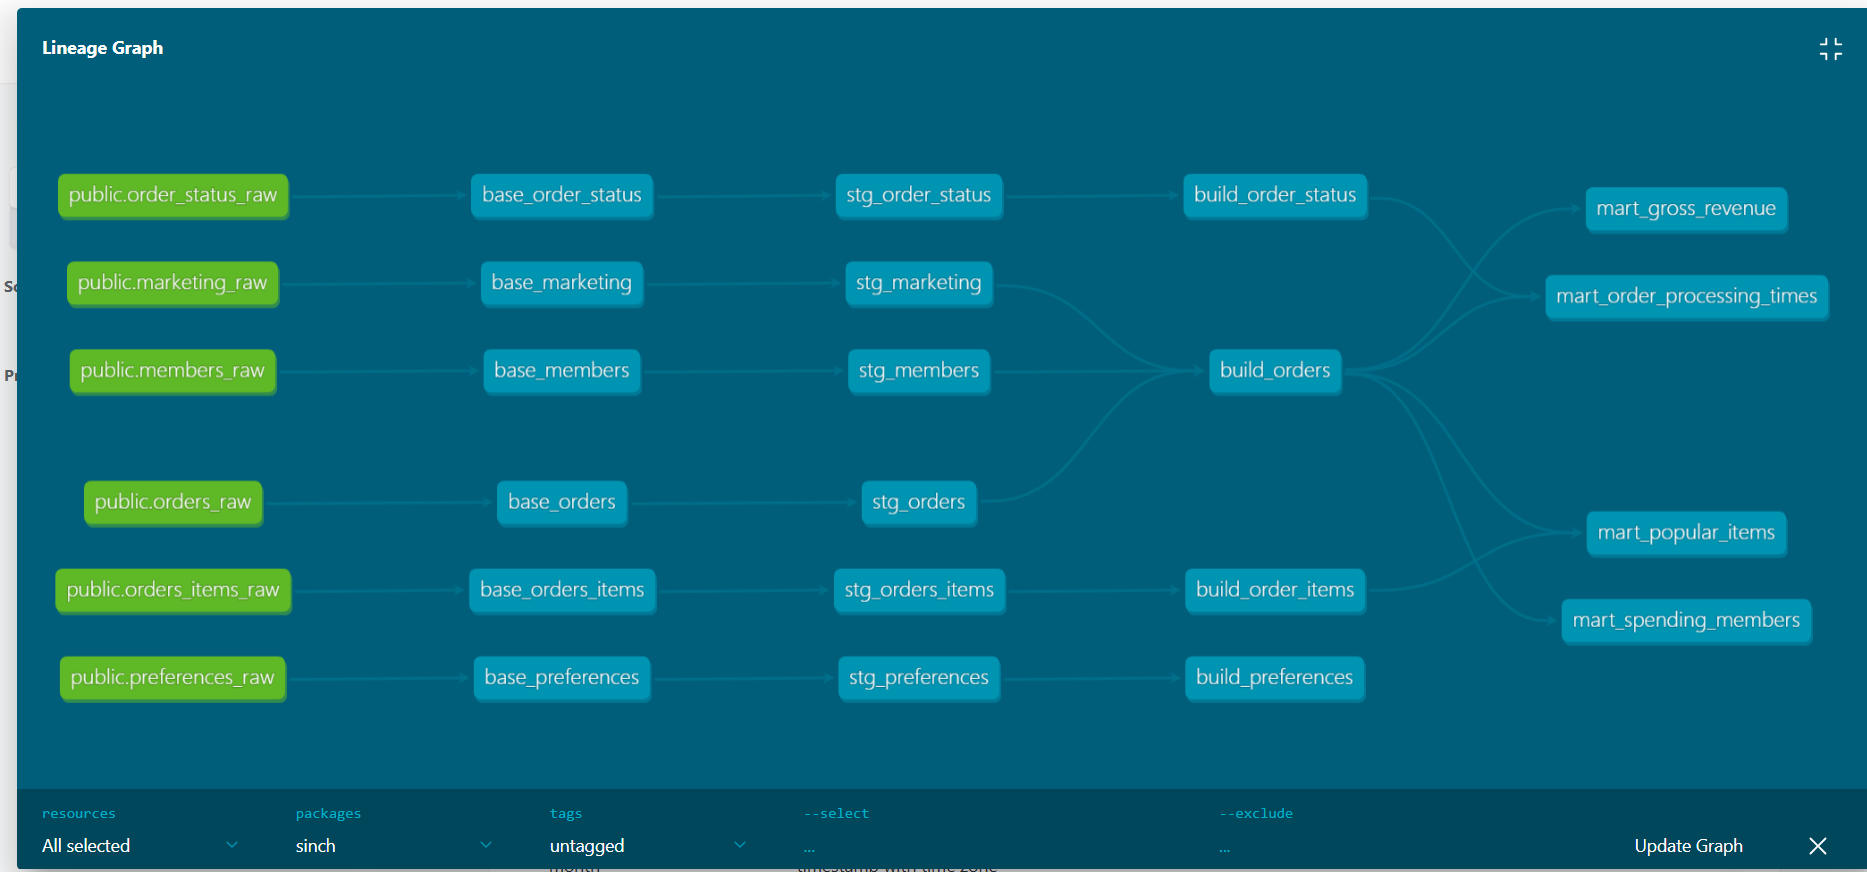 Lineage Graph
public.order_status_raw
base_order_status
stg_order_status
build_order_status
mart_gross_revenue
public.marketing_raw
base_marketing
stg_marketing
mart_order_processing_times
public.members_raw
base_members
stg_members
build_orders
public.orders_raw
base_orders
stg_orders
mart_popular_items
public.orders_items_raw
base_orders_items
stg_orders_items
build_order_items
mart_spending_members
public.preferences_raw
base_preferences
stg_preferences
build_preferences
resources
packages
tags
--select
--exclude
All selected
sinch
untagged
...
...
Update Graph